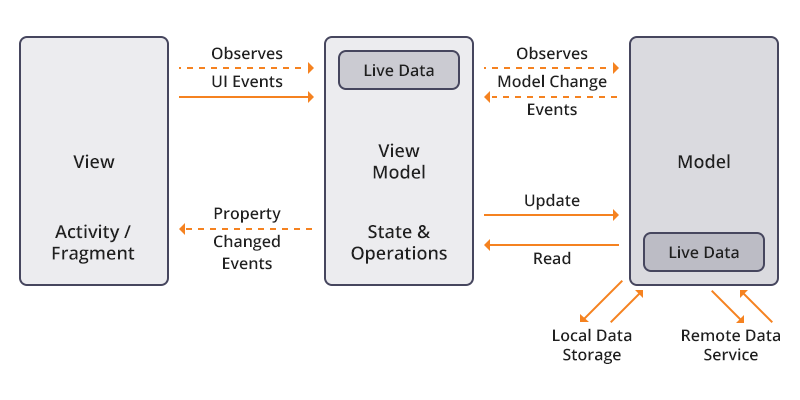 Observes
UI Events
View
Activity /
Fragment
Property
Changed
Events
Live Data
View
Model
State &
Operations
Observes
Model Change
Events
Update
Read
Model
Live Data
Local Data
Storage
Remote Data
Service